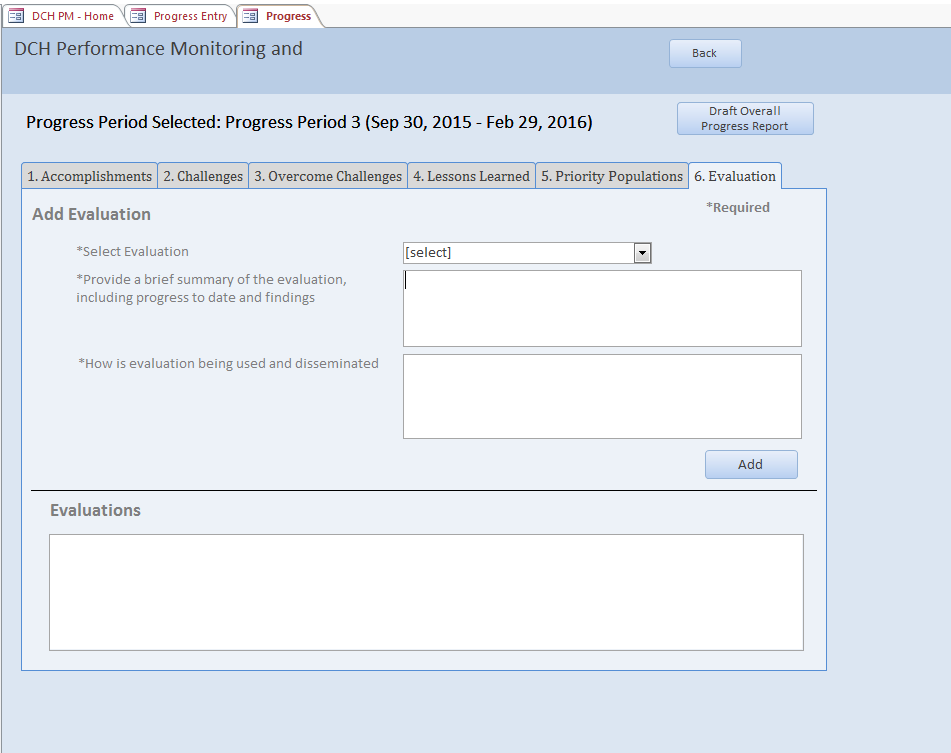 DCH PM - Home
Progress Entry
Progress
DCH Performance Monitoring and
Back
Progress Period Selected: Progress Period 3 (Sep 30, 2015 - Feb 29, 2016)
Draft Overall
Progress Report
1. Accomplishments
2. Challenges
3. Overcome Challenges
4. Lessons Learned
5. Priority Populations
6. Evaluation
Add Evaluation
*Required
*Select Evaluation
[select]
*Provide a brief summary of the evaluation,
including progress to date and findings
*How is evaluation being used and disseminated
Add
Evaluations